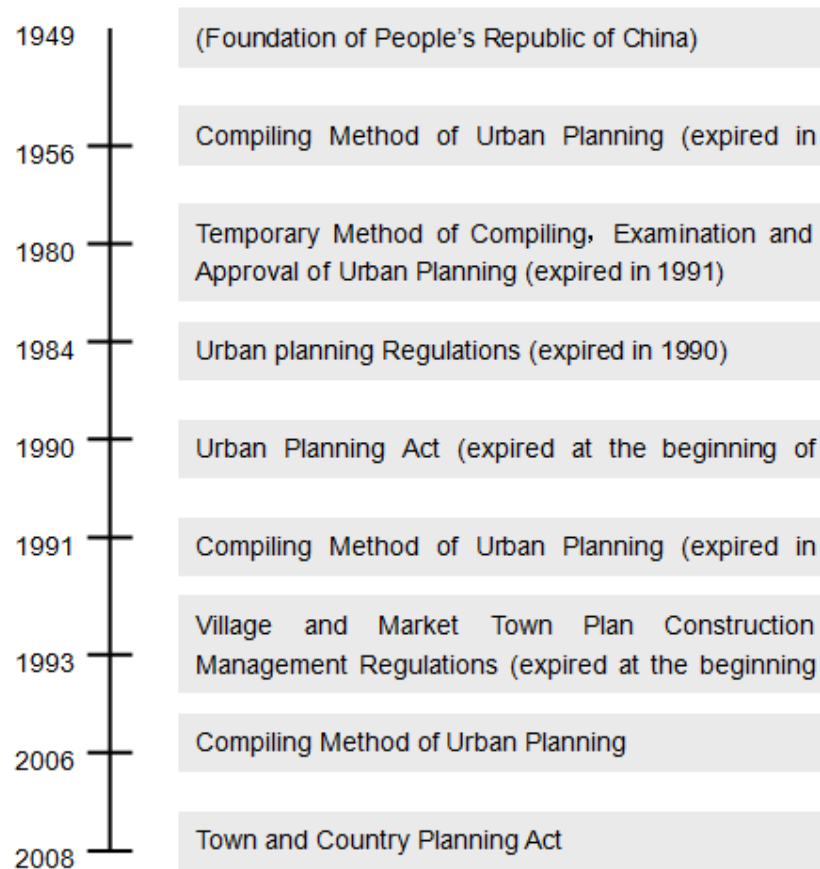 1949
(Foundation of People's Republic of China)
1956
Compiling Method of Urban Planning (expired in
1980
Temporary Method of Compiling，Examination and
Approval of Urban Planning (expired in 1991)
1984
Urban planning Regulations (expired in 1990)
1990
Urban Planning Act (expired at the beginning of
1991
Compiling Method of Urban Planning (expired in
1993
Village and Market Town Plan Construction
Management Regulations (expired at the beginning
2006
Compiling Method of Urban Planning
2008
Town and Country Planning Act